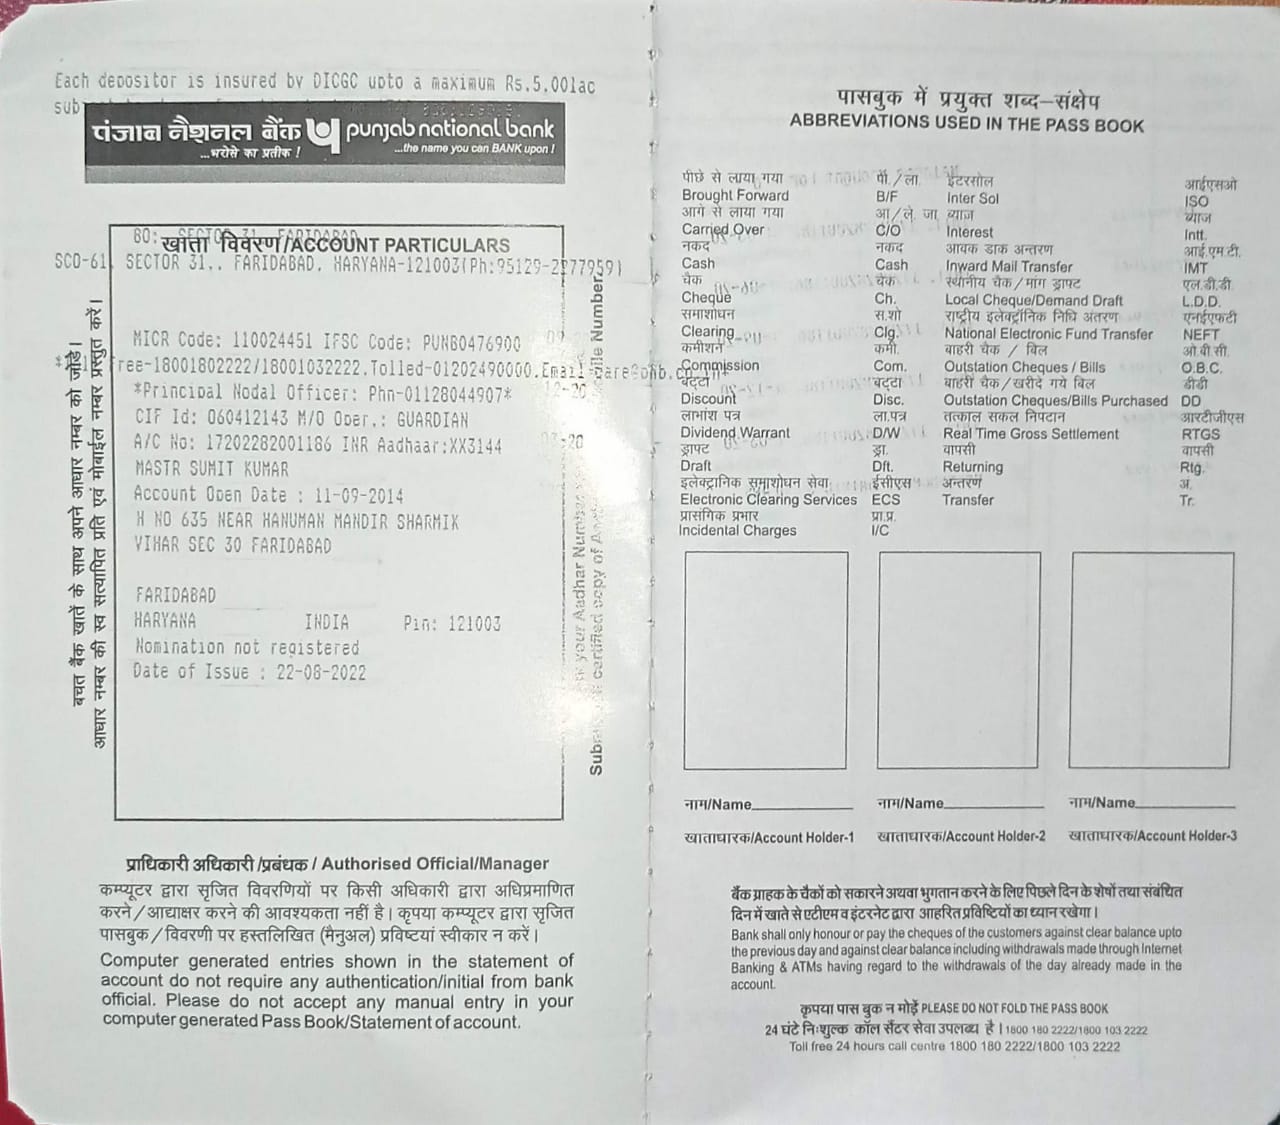 Each depositor is insured by DICGC upto a maximum Rs.5.00lac
पंजाब नैशनल बैंक punjab national bank
...भरोसे का प्रतीक ! ...the name you can BANK upon !
BO: SECTOR 31, FARIDABAD
खाता विवरण/ACCOUNT PARTICULARS
SCO-61, SECTOR 31,, FARIDABAD, HARYANA-121003(Ph:95129-2277959)
MICR Code: 110024451 IFSC Code: PUNB0476900
free-18001802222/18001032222,Tolled-01202490000,Email
*Principal Nodal Officer: Phn-01128044907*
CIF Id: 060412143 M/O Oper.: GUARDIAN
A/C No: 17202282001186 INR Aadhaar:XX3144
MASTR SUMIT KUMAR
Account Open Date : 11-09-2014
H NO 635 NEAR HANUMAN MANDIR SHARMIK
VIHAR SEC 30 FARIDABAD
FARIDABAD
HARYANA INDIA Pin: 121003
Nomination not registered
Date of Issue : 22-08-2022
बचत बैंक खातें के साथ अपने आधार नम्बर को जोड़ें।
आधार नम्बर की स्व सत्यापित प्रति एवं मोबाईल नम्बर प्रस्तुत करें।
your Aadhar Number
certified copy of
Number
प्राधिकारी अधिकारी/प्रबंधक / Authorised Official/Manager
कम्प्यूटर द्वारा सृजित विवरणियों पर किसी अधिकारी द्वारा अधिप्रमाणित
करने/आद्याक्षर करने की आवश्यकता नहीं है। कृपया कम्प्यूटर द्वारा सृजित
पासबुक/विवरणी पर हस्तलिखित (मैनुअल) प्रविष्टयां स्वीकार न करें।
Computer generated entries shown in the statement of
account do not require any authentication/initial from bank
official. Please do not accept any manual entry in your
computer generated Pass Book/Statement of account.
पासबुक में प्रयुक्त शब्द–संक्षेप
ABBREVIATIONS USED IN THE PASS BOOK
पीछे से लाया गया पी./ला. इंटरसोल आईएसओ
Brought Forward B/F Inter Sol ISO
आगे से लाया गया आ/ले. जा. ब्याज ब्याज
Carried Over C/O Interest Intt.
नकद नकद आवक डाक अन्तरण आई.एम.टी.
Cash Cash Inward Mail Transfer IMT
चैक चैक स्थानीय चैक/मांग ड्राफ्ट एल.डी.डी.
Cheque Ch. Local Cheque/Demand Draft L.D.D.
समाशोधन स.शो राष्ट्रीय इलेक्ट्रॉनिक निधि अंतरण एनईएफटी
Clearing Clg. National Electronic Fund Transfer NEFT
कमीशन कमी. बाहरी चैक / बिल ओ.बी.सी.
Commission Com. Outstation Cheques / Bills O.B.C.
बट्टा बट्टा बाहरी चैक/खरीदे गये बिल डीडी
Discount Disc. Outstation Cheques/Bills Purchased DD
लाभांश पत्र ला.पत्र तत्काल सकल निपटान आरटीजीएस
Dividend Warrant D/W Real Time Gross Settlement RTGS
ड्राफ्ट ड्रा. वापसी वापसी
Draft Dft. Returning Rtg.
इलेक्ट्रानिक समाशोधन सेवा ईसीएस अन्तरण अ.
Electronic Clearing Services ECS Transfer Tr.
प्रासंगिक प्रभार प्रा.प्र.
Incidental Charges I/C
नाम/Name नाम/Name नाम/Name
खाताधारक/Account Holder-1 खाताधारक/Account Holder-2 खाताधारक/Account Holder-3
बैंक ग्राहक के चैकों को सकारने अथवा भुगतान करने के लिए पिछले दिन के शेषों तथा संबंधित
दिन में खाते से एटीएम व इंटरनेट द्वारा आहरित प्रविष्टियों का ध्यान रखेगा।
Bank shall only honour or pay the cheques of the customers against clear balance upto
the previous day and against clear balance including withdrawals made through Internet
Banking & ATMs having regard to the withdrawals of the day already made in the
account.
कृपया पास बुक न मोड़ें PLEASE DO NOT FOLD THE PASS BOOK
24 घंटे निःशुल्क कॉल सैंटर सेवा उपलब्ध है। 1800 180 2222/1800 103 2222
Toll free 24 hours call centre 1800 180 2222/1800 103 2222